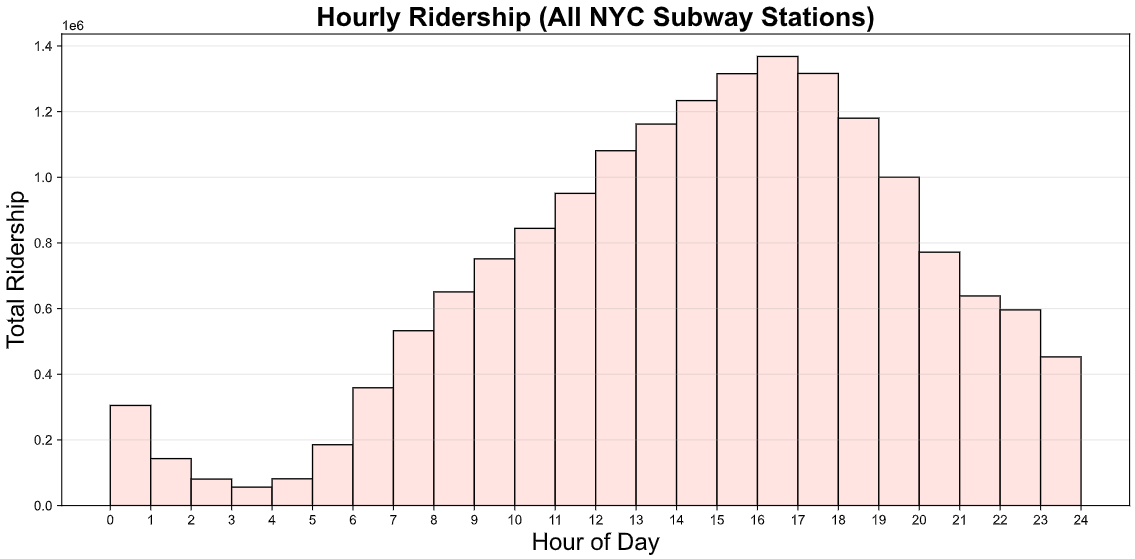 Hourly Ridership (All NYC Subway Stations)
1e6
1.4
1.2
1.0
0.8
0.6
0.4
0.2
0.0
Total Ridership
0 1 2 3 4 5 6 7 8 9 10 11 12 13 14 15 16 17 18 19 20 21 22 23 24
Hour of Day